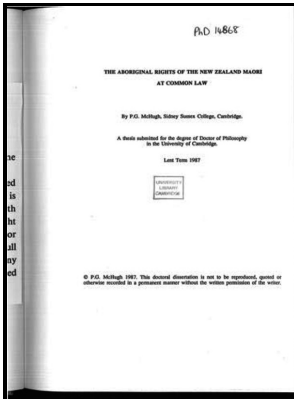 PhD 14868
THE ABORIGINAL RIGHTS OF THE NEW ZEALAND MAORI
AT COMMON LAW
By P.G. McHugh, Sidney Sussex College, Cambridge.
A thesis submitted for the degree of Doctor of Philosophy
in the University of Cambridge.
Lent Term 1987
UNIVERSITY
LIBRARY
CAMBRIDGE
© P.G. McHugh 1987. This doctoral dissertation is not to be reproduced, quoted or
otherwise recorded in a permanent manner without the written permission of the writer.
ne
ed
is
th
ht
or
ull
ny
ed